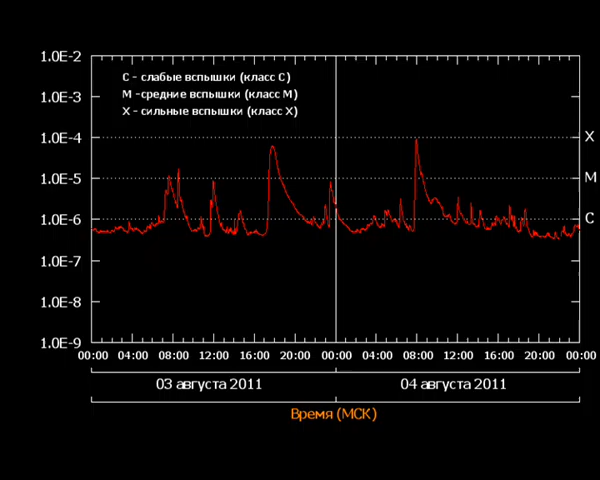 1.0E-2
C - слабые вспышки (класс C)
1.0E-3
M -средние вспышки (класс M)
X - сильные вспышки (класс X)
1.0E-4 X
1.0E-5 M
1.0E-6 C
1.0E-7
1.0E-8
1.0E-9
00:00 04:00 08:00 12:00 16:00 20:00 00:00 04:00 08:00 12:00 16:00 20:00 00:00
03 августа 2011 04 августа 2011
Время (МСК)